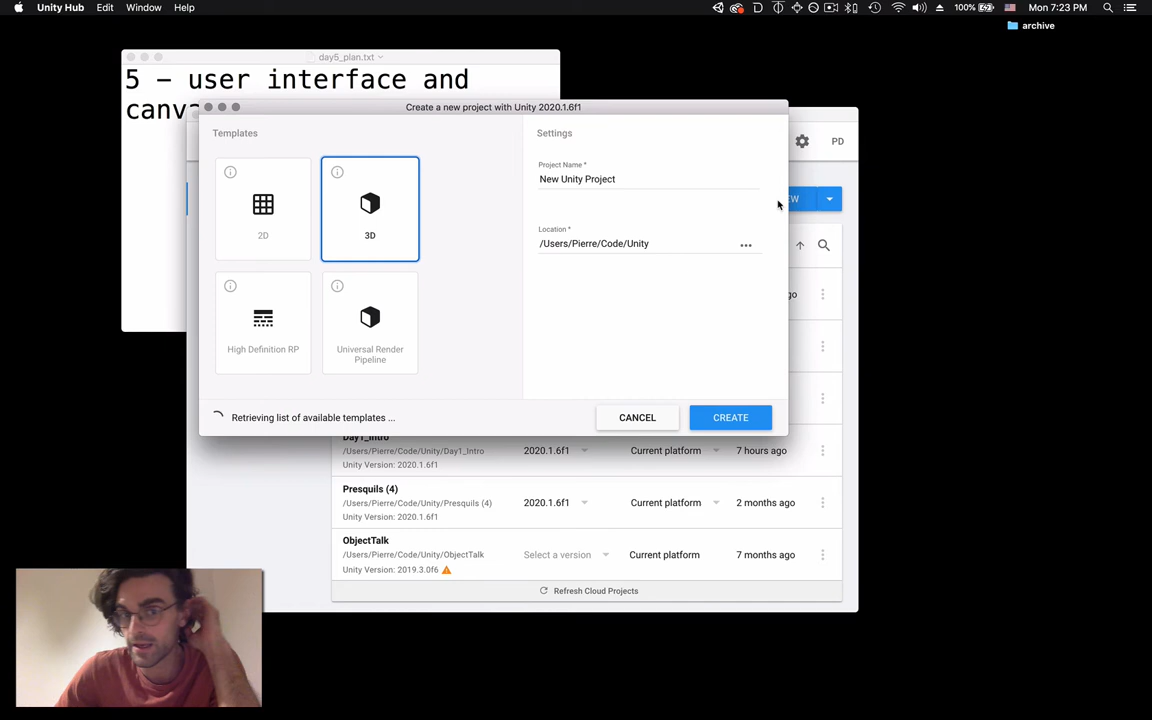 Unity Hub Edit Window Help
100% Mon 7:23 PM
archive
day5_plan.txt
5 - user interface and
Create a new project with Unity 2020.1.6f1
Templates
Settings
PD
Project Name *
New Unity Project
2D
3D
Location *
/Users/Pierre/Code/Unity
High Definition RP
Universal Render
Pipeline
Retrieving list of available templates ...
CANCEL
CREATE
Day1_Intro
/Users/Pierre/Code/Unity/Day1_Intro
2020.1.6f1
Current platform
7 hours ago
Unity Version: 2020.1.6f1
Presquils (4)
/Users/Pierre/Code/Unity/Presquils (4)
2020.1.6f1
Current platform
2 months ago
Unity Version: 2020.1.6f1
ObjectTalk
/Users/Pierre/Code/Unity/ObjectTalk
Select a version
Current platform
7 months ago
Unity Version: 2019.3.0f6
Refresh Cloud Projects